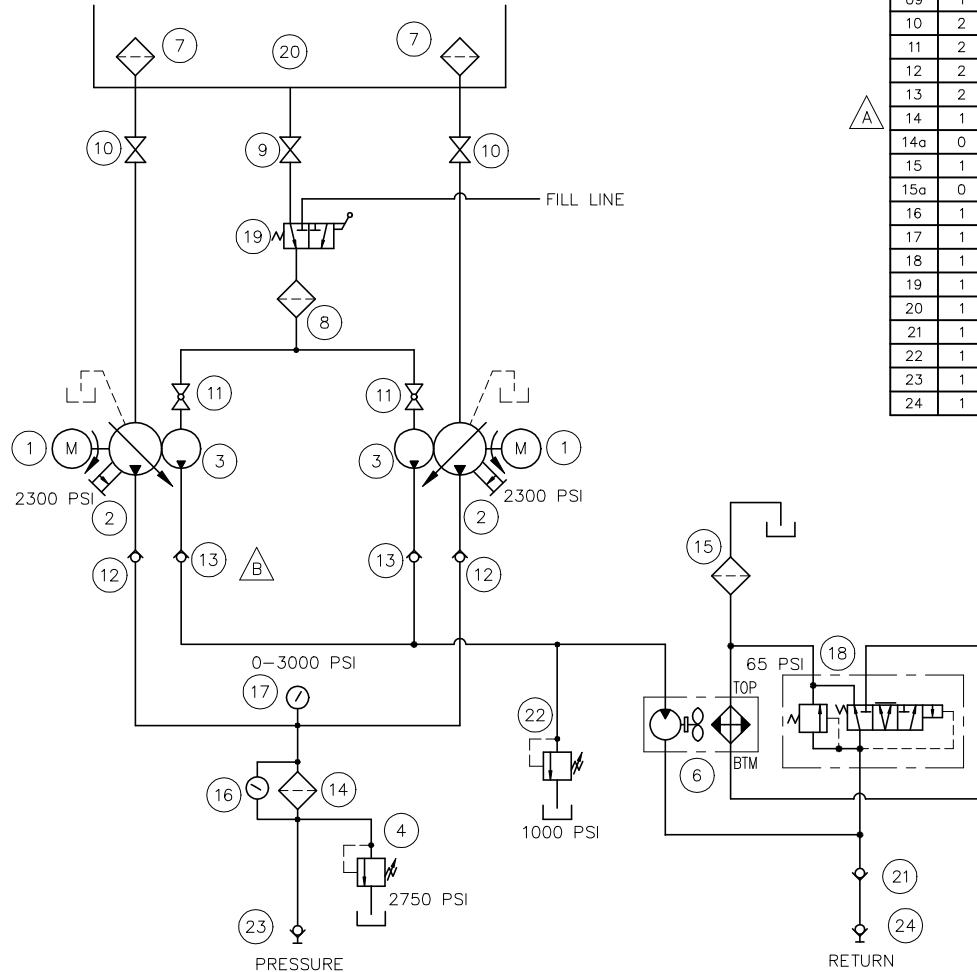 7
20
7
10
9
10
FILL LINE
19
8
11
11
1
M
3
3
M
1
2300 PSI
2
2
2300 PSI
12
13
B
13
12
15
0-3000 PSI
17
65 PSI
18
TOP
22
BTM
6
16
14
4
1000 PSI
2750 PSI
21
23
24
PRESSURE
RETURN
A
10 2
11 2
12 2
13 2
14 1
14a 0
15 1
15a 0
16 1
17 1
18 1
19 1
20 1
21 1
22 1
23 1
24 1